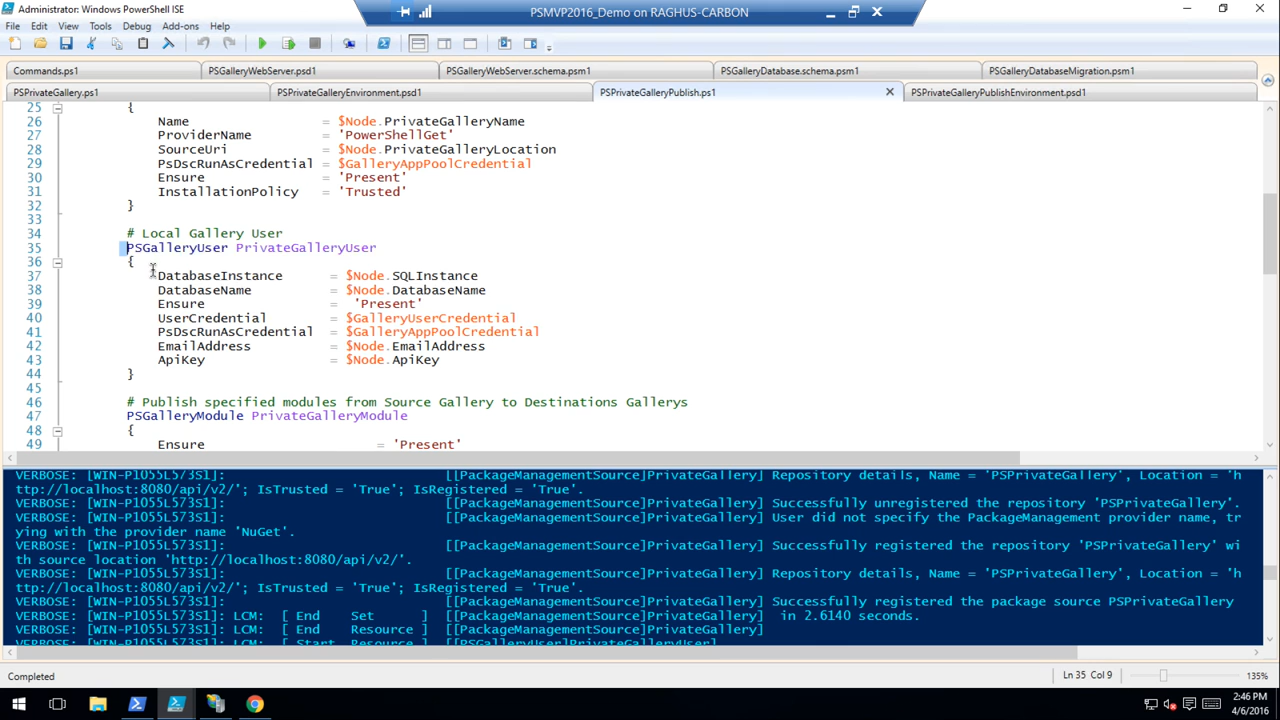 Administrator: Windows PowerShell ISE
PSMVP2016_Demo on RAGHUS-CARBON
File Edit View Tools Debug Add-ons Help
Commands.ps1 PSGalleryWebServer.psd1 PSGalleryWebServer.schema.psm1 PSGalleryDatabase.schema.psm1 PSGalleryDatabaseMigration.psm1
PSPrivateGallery.ps1 PSPrivateGalleryEnvironment.psd1 PSPrivateGalleryPublish.ps1 PSPrivateGalleryPublishEnvironment.psd1
25 {
26 Name = $Node.PrivateGalleryName
27 ProviderName = 'PowerShellGet'
28 SourceUri = $Node.PrivateGalleryLocation
29 PsDscRunAsCredential = $GalleryAppPoolCredential
30 Ensure = 'Present'
31 InstallationPolicy = 'Trusted'
32 }
33
34 # Local Gallery User
35 PSGalleryUser PrivateGalleryUser
36 {
37 DatabaseInstance = $Node.SQLInstance
38 DatabaseName = $Node.DatabaseName
39 Ensure = 'Present'
40 UserCredential = $GalleryUserCredential
41 PsDscRunAsCredential = $GalleryAppPoolCredential
42 EmailAddress = $Node.EmailAddress
43 ApiKey = $Node.ApiKey
44 }
45
46 # Publish specified modules from Source Gallery to Destinations Gallerys
47 PSGalleryModule PrivateGalleryModule
48 {
49 Ensure = 'Present'
VERBOSE: [WIN-P1055L573S1]: [[PackageManagementSource]PrivateGallery] Repository details, Name = 'PSPrivateGallery', Location = 'h
ttp://localhost:8080/api/v2/'; IsTrusted = 'True'; IsRegistered = 'True'.
VERBOSE: [WIN-P1055L573S1]: [[PackageManagementSource]PrivateGallery] Successfully unregistered the repository 'PSPrivateGallery'.
VERBOSE: [WIN-P1055L573S1]: [[PackageManagementSource]PrivateGallery] User did not specify the PackageManagement provider name, tr
ying with the provider name 'NuGet'.
VERBOSE: [WIN-P1055L573S1]: [[PackageManagementSource]PrivateGallery] Successfully registered the repository 'PSPrivateGallery' wi
th source location 'http://localhost:8080/api/v2/'.
VERBOSE: [WIN-P1055L573S1]: [[PackageManagementSource]PrivateGallery] Repository details, Name = 'PSPrivateGallery', Location = 'h
ttp://localhost:8080/api/v2/'; IsTrusted = 'True'; IsRegistered = 'True'.
VERBOSE: [WIN-P1055L573S1]: [[PackageManagementSource]PrivateGallery] Successfully registered the package source PSPrivateGallery
VERBOSE: [WIN-P1055L573S1]: LCM: [ End Set ] [[PackageManagementSource]PrivateGallery] in 2.6140 seconds.
VERBOSE: [WIN-P1055L573S1]: LCM: [ End Resource ] [[PackageManagementSource]PrivateGallery]
VERBOSE: [WIN-P1055L573S1]: LCM: [ Start Resource ] [[PSGalleryUser]PrivateGalleryUser]
Completed Ln 35 Col 9 135%
2:46 PM
4/6/2016